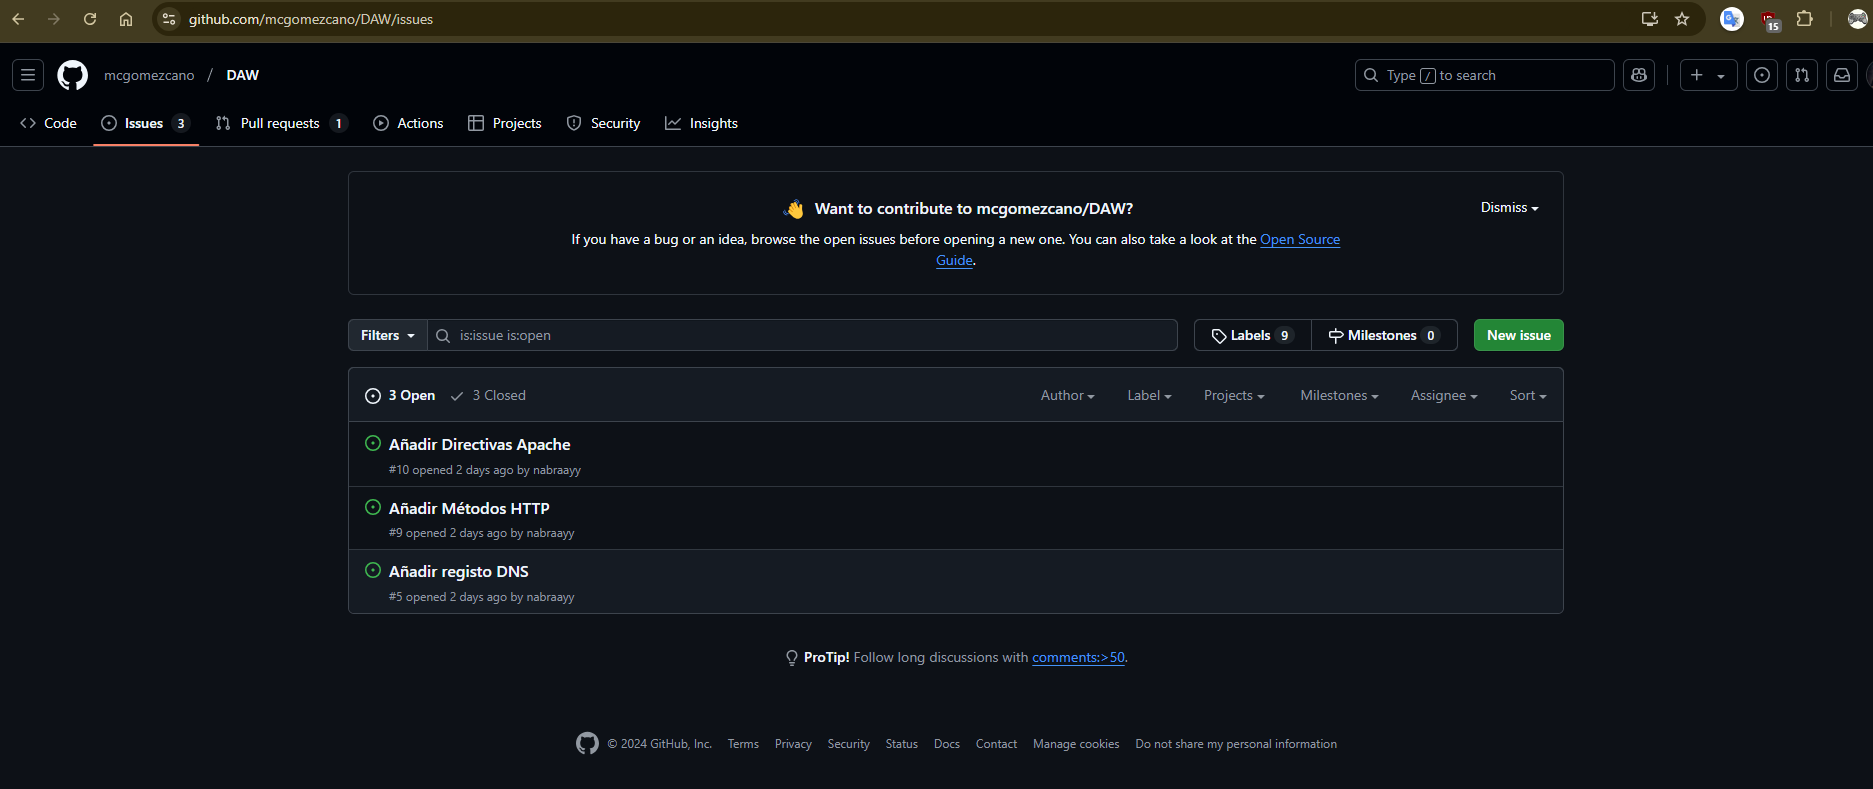 github.com/mcgomezcano/DAW/issues
15
mcgomezcano / DAW
Type / to search
Code Issues 3 Pull requests 1 Actions Projects Security Insights
Want to contribute to mcgomezcano/DAW?
Dismiss
If you have a bug or an idea, browse the open issues before opening a new one. You can also take a look at the Open Source
Guide.
Filters is:issue is:open Labels 9 Milestones 0 New issue
3 Open 3 Closed Author Label Projects Milestones Assignee Sort
Añadir Directivas Apache
#10 opened 2 days ago by nabraayy
Añadir Métodos HTTP
#9 opened 2 days ago by nabraayy
Añadir registo DNS
#5 opened 2 days ago by nabraayy
ProTip! Follow long discussions with comments:>50.
© 2024 GitHub, Inc. Terms Privacy Security Status Docs Contact Manage cookies Do not share my personal information